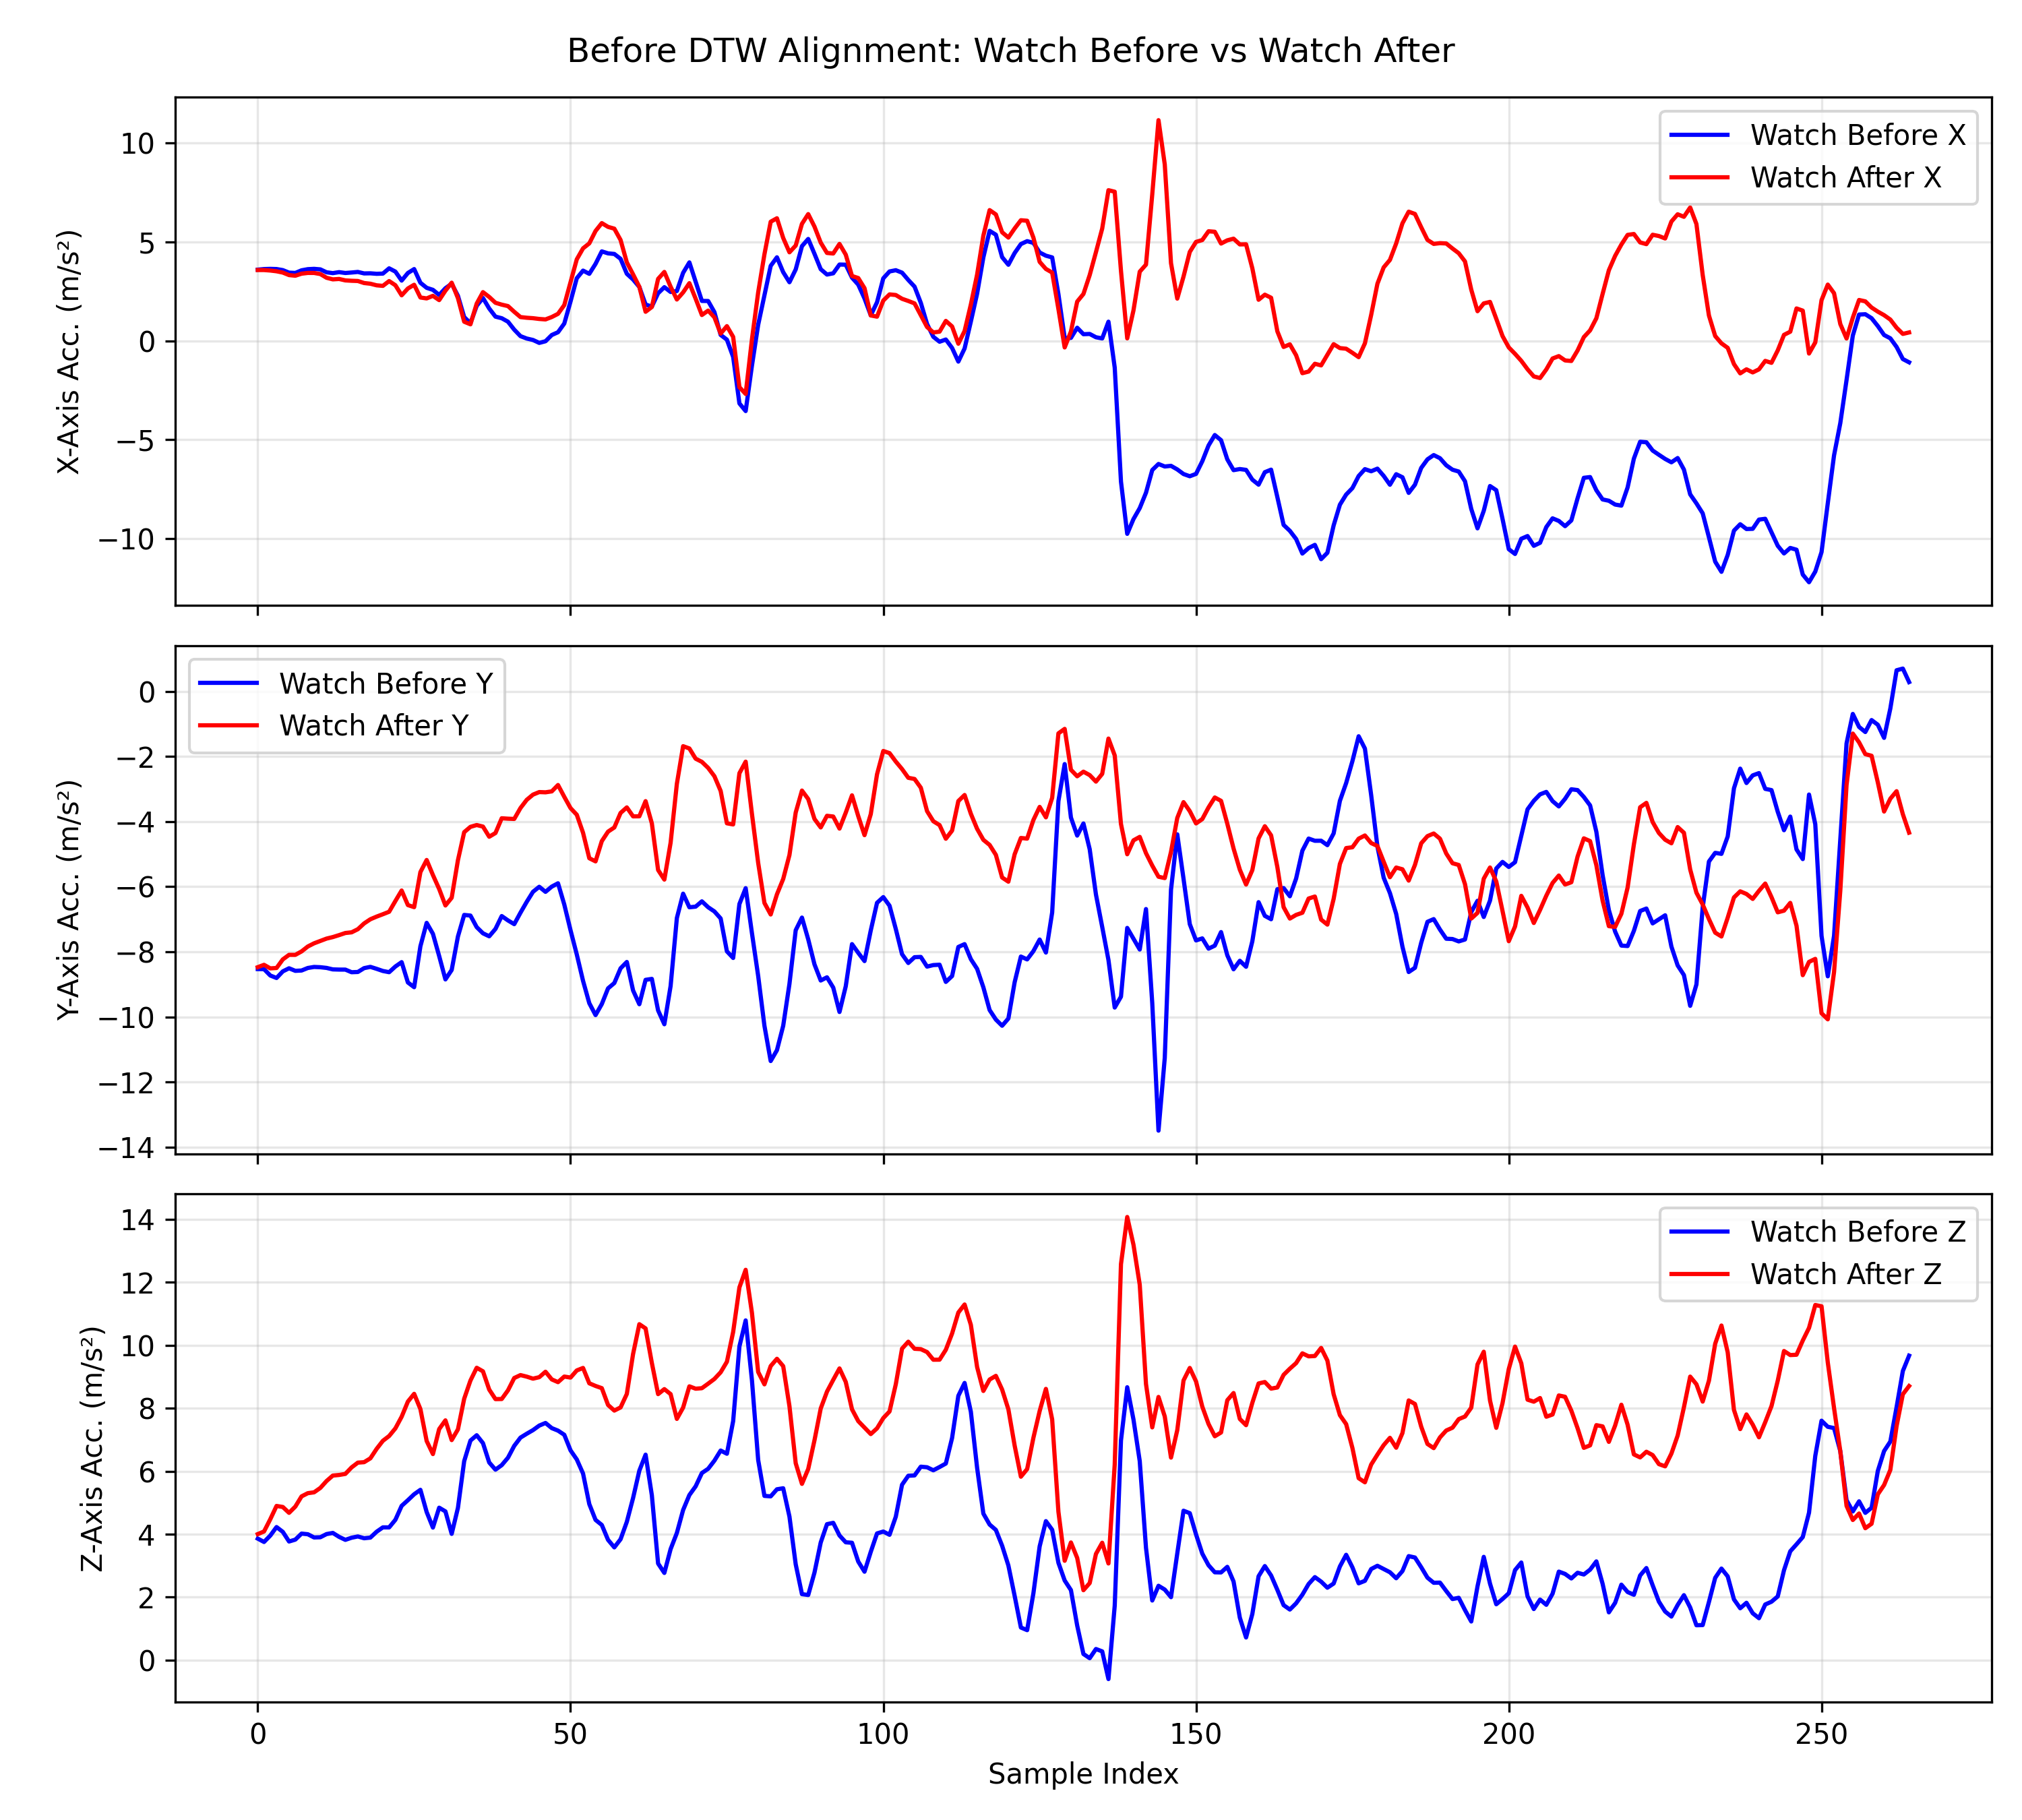 Before DTW Alignment: Watch Before vs Watch After
X-Axis Acc. (m/s²)
10
5
0
−5
−10
Watch Before X
Watch After X
Y-Axis Acc. (m/s²)
0
−2
−4
−6
−8
−10
−12
−14
Watch Before Y
Watch After Y
Z-Axis Acc. (m/s²)
14
12
10
8
6
4
2
0
Watch Before Z
Watch After Z
0 50 100 150 200 250
Sample Index